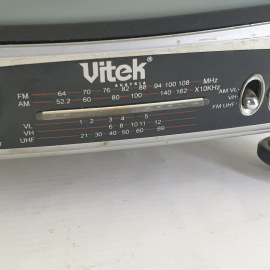 Vitek
AUSTRIA
FM 64 70 76 82 88 94 100 108 MHz
AM 52.2 60 80 100 140 162 X10KHz
AM VL
VH
FM UHF
VL 1 2 3 4 5
VH 6 8 10 11 12
UHF 21 30 40 50 60 69